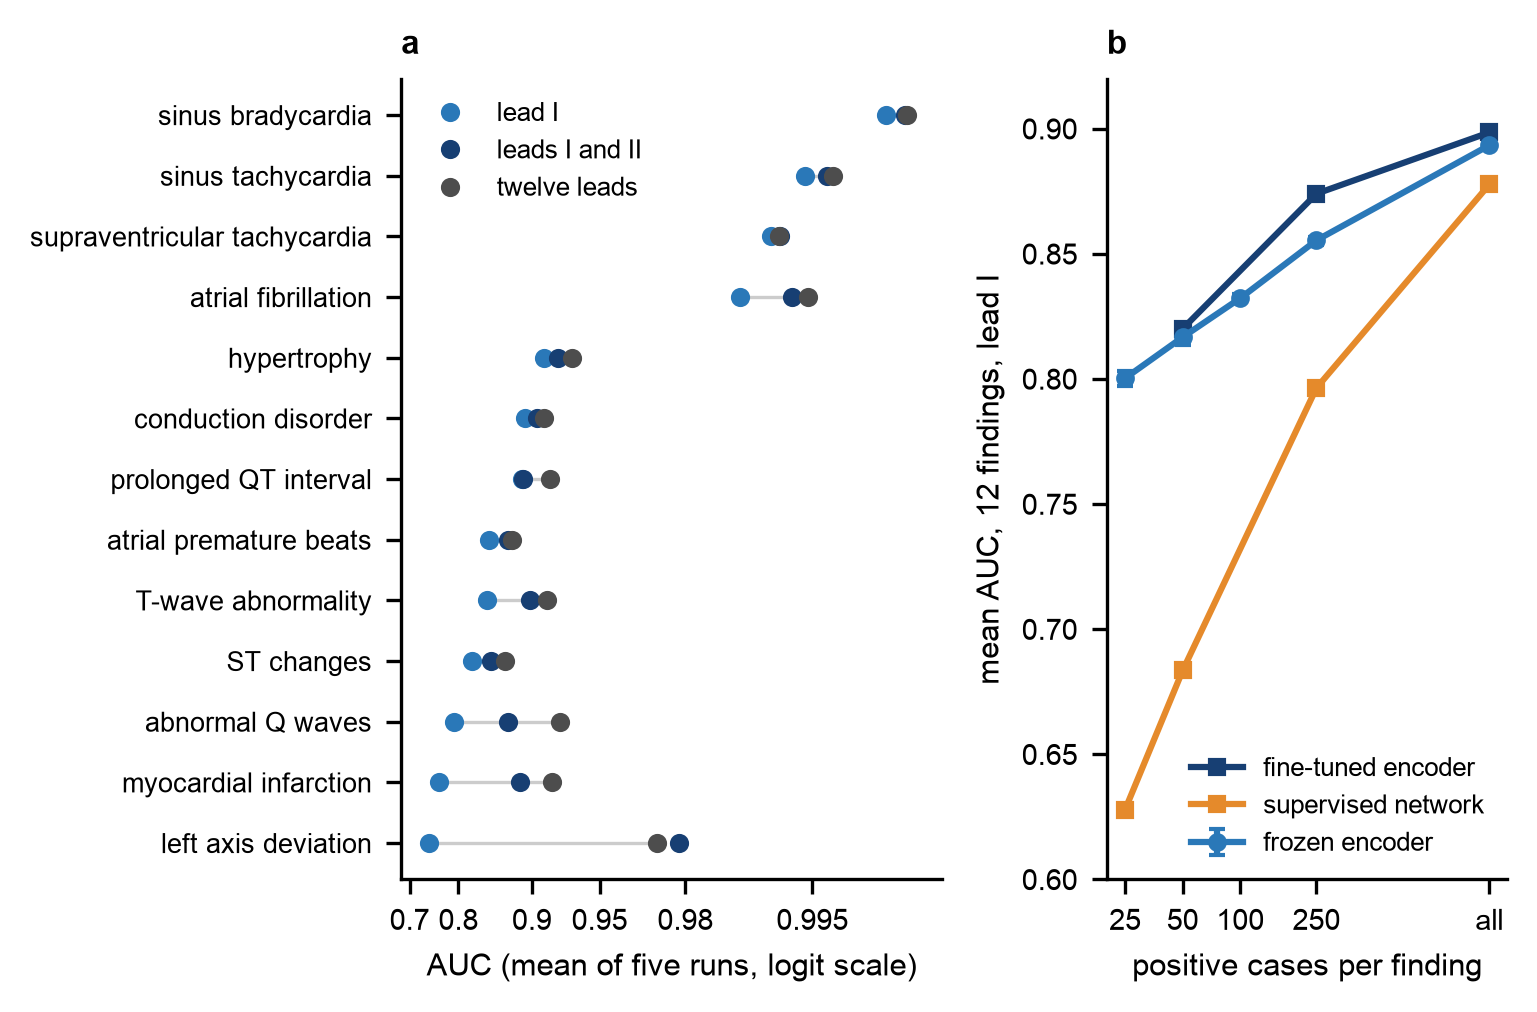 a
sinus bradycardia
sinus tachycardia
supraventricular tachycardia
atrial fibrillation
hypertrophy
conduction disorder
prolonged QT interval
atrial premature beats
T-wave abnormality
ST changes
abnormal Q waves
myocardial infarction
left axis deviation
lead I
leads I and II
twelve leads
0.7 0.8 0.9 0.95 0.98 0.995
AUC (mean of five runs, logit scale)
b
mean AUC, 12 findings, lead I
0.90
0.85
0.80
0.75
0.70
0.65
0.60
fine-tuned encoder
supervised network
frozen encoder
25 50 100 250 all
positive cases per finding